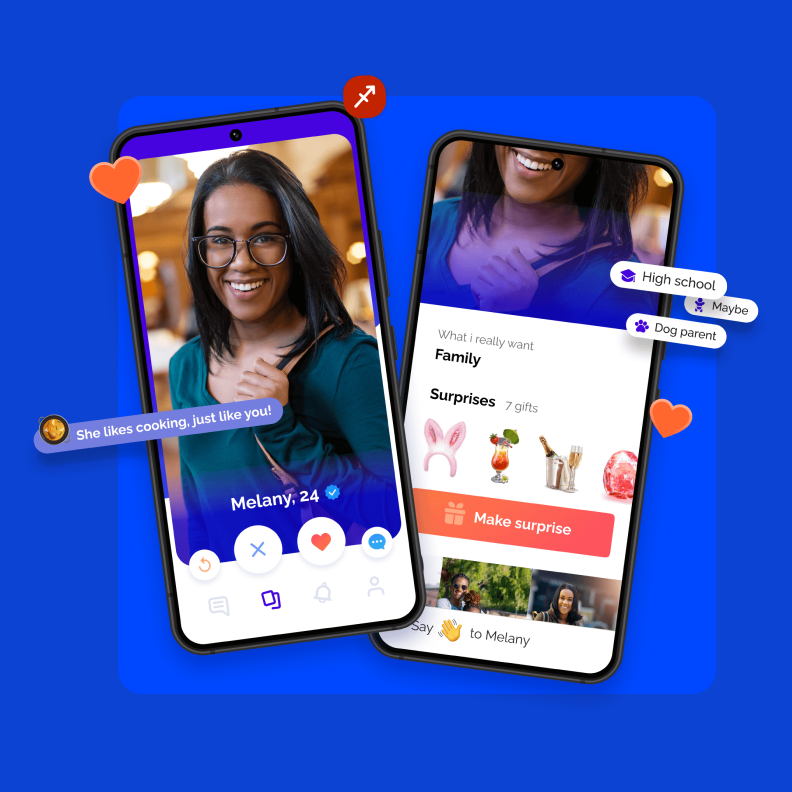 She likes cooking, just like you!
Melany, 24
High school
Maybe
Dog parent
What i really want
Family
Surprises 7 gifts
Make surprise
Say 👋 to Melany